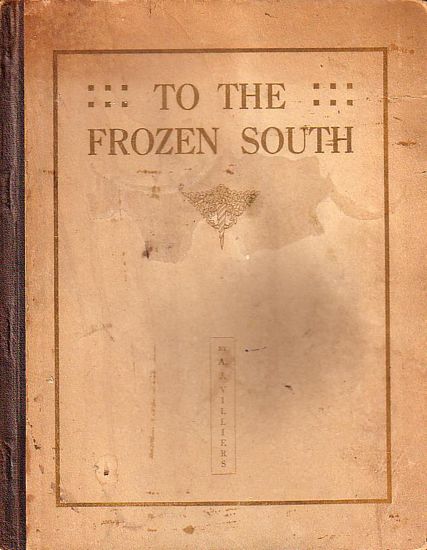 TO THE
FROZEN SOUTH
BY A. J. VILLIERS